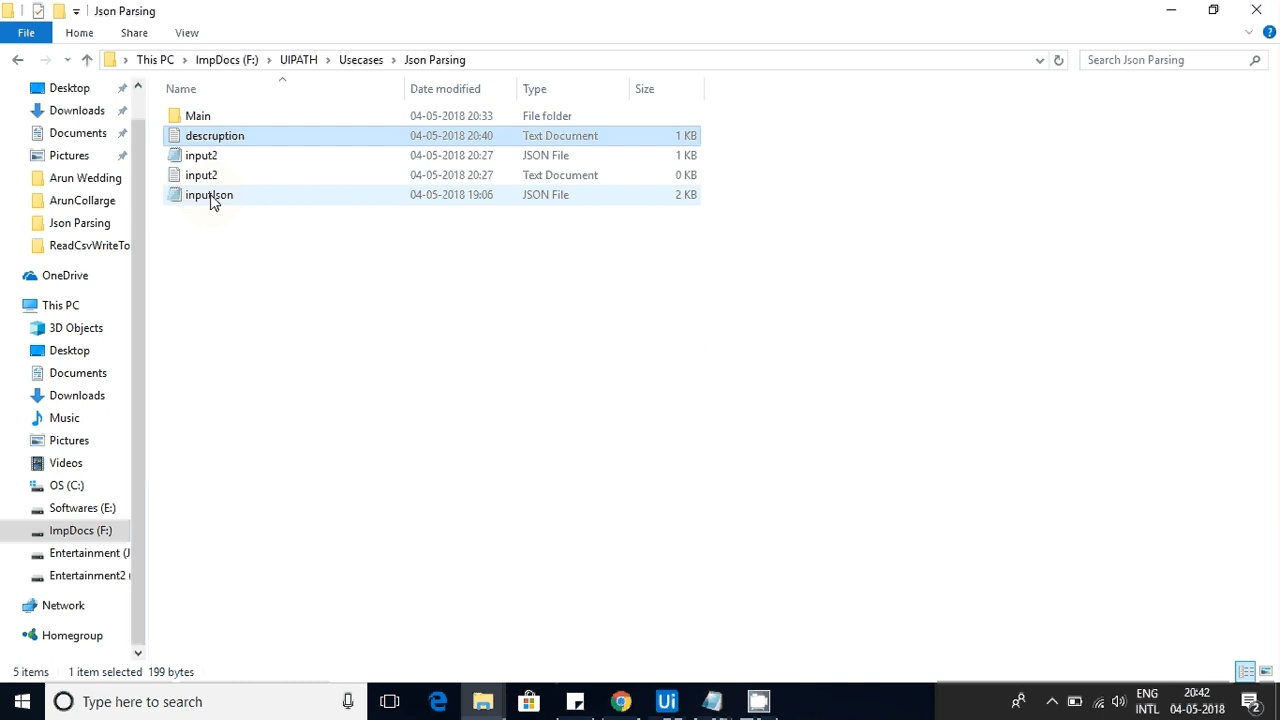 Json Parsing
File Home Share View
This PC ImpDocs (F:) UIPATH Usecases Json Parsing Search Json Parsing
Name Date modified Type Size
Main 04-05-2018 20:33 File folder
descruption 04-05-2018 20:40 Text Document 1 KB
input2 04-05-2018 20:27 JSON File 1 KB
input2 04-05-2018 20:27 Text Document 0 KB
inputJson 04-05-2018 19:06 JSON File 2 KB
Desktop
Downloads
Documents
Pictures
Arun Wedding
ArunCollarge
Json Parsing
ReadCsvWriteTo
OneDrive
This PC
3D Objects
Desktop
Documents
Downloads
Music
Pictures
Videos
OS (C:)
Softwares (E:)
ImpDocs (F:)
Entertainment (J
Entertainment2 (
Network
Homegroup
5 items 1 item selected 199 bytes
Type here to search
Ui
ENG 20:42
INTL 04-05-2018
2